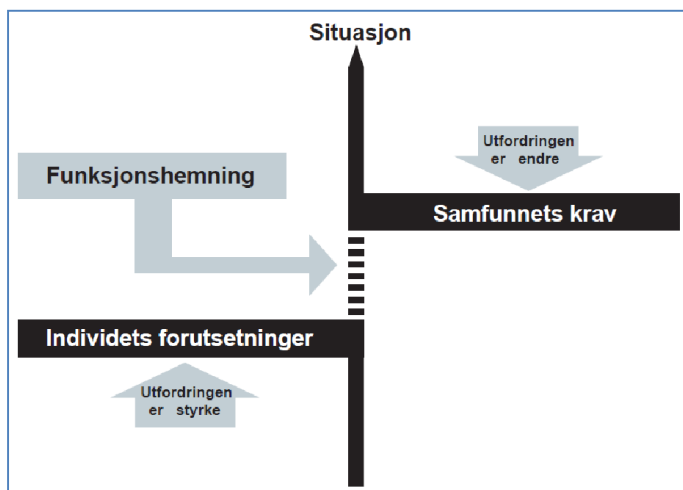 Situasjon
Utfordringen
er endre
Funksjonshemning
Samfunnets krav
Individets forutsetninger
Utfordringen
er styrke